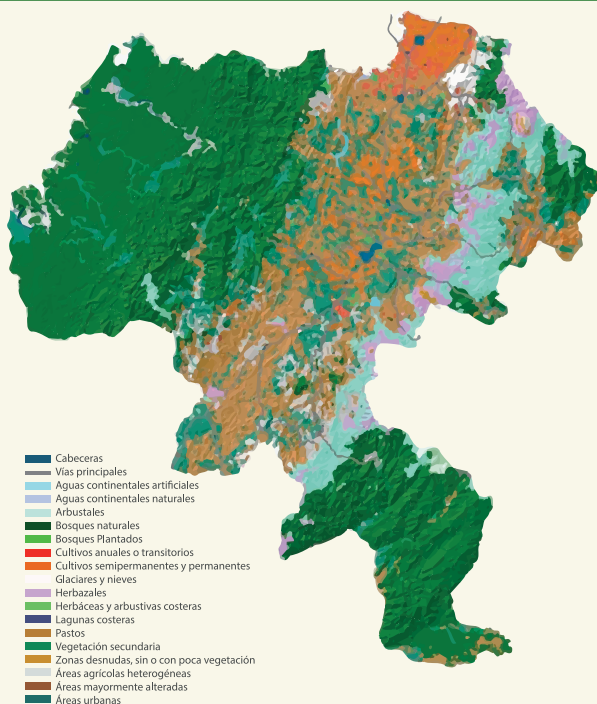 Cabeceras
Vías principales
Aguas continentales artificiales
Aguas continentales naturales
Arbustales
Bosques naturales
Bosques Plantados
Cultivos anuales o transitorios
Cultivos semipermanentes y permanentes
Glaciares y nieves
Herbazales
Herbáceas y arbustivas costeras
Lagunas costeras
Pastos
Vegetación secundaria
Zonas desnudas, sin o con poca vegetación
Áreas agrícolas heterogéneas
Áreas mayormente alteradas
Áreas urbanas